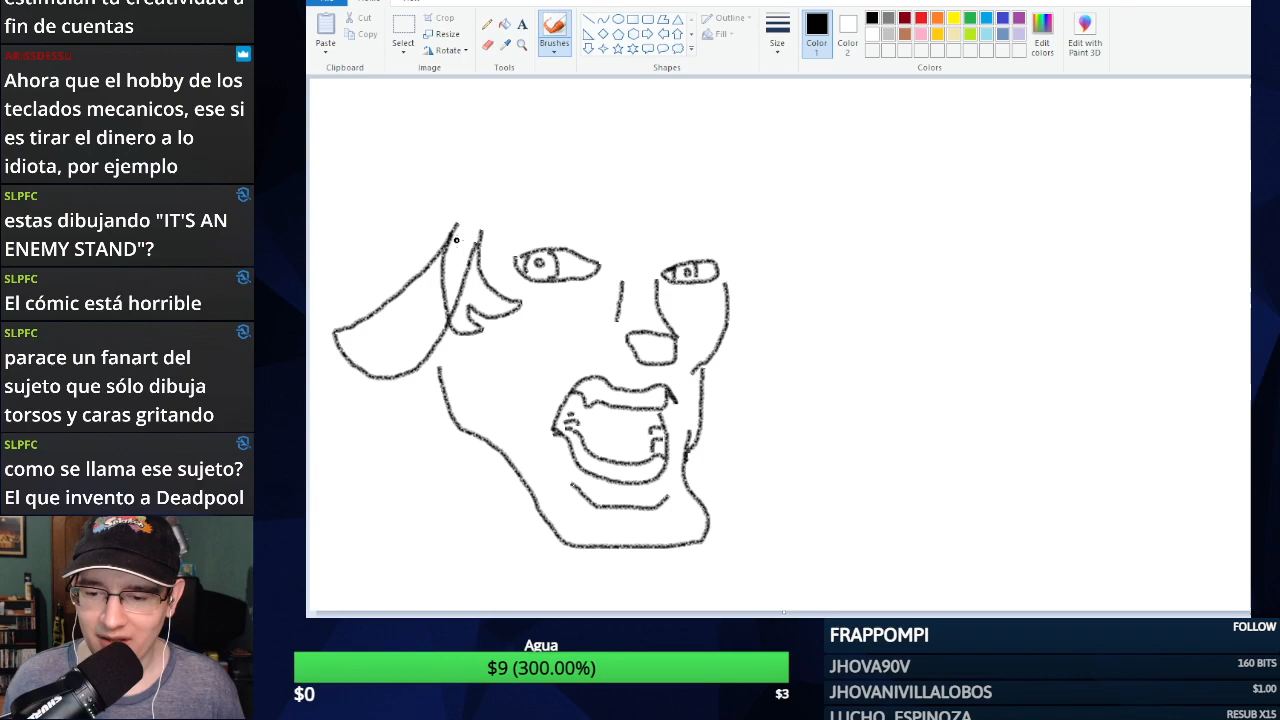 estimulan tu creatividad a
fin de cuentas
Ahora que el hobby de los
teclados mecanicos, ese si
es tirar el dinero a lo
idiota, por ejemplo
SLPFC
estas dibujando "IT'S AN
ENEMY STAND"?
SLPFC
El cómic está horrible
SLPFC
parace un fanart del
sujeto que sólo dibuja
torsos y caras gritando
SLPFC
como se llama ese sujeto?
El que invento a Deadpool
Paste
Cut
Copy
Clipboard
Select
Crop
Resize
Rotate
Image
A
Tools
Brushes
Shapes
Outline
Fill
Size
Color
1
Color
2
Colors
Edit
colors
Edit with
Paint 3D
Agua
$9 (300.00%)
$0
$3
FRAPPOMPI
FOLLOW
JHOVA90V
160 BITS
JHOVANIVILLALOBOS
$1.00
LUCHO_ESPINOZA
RESUB X15